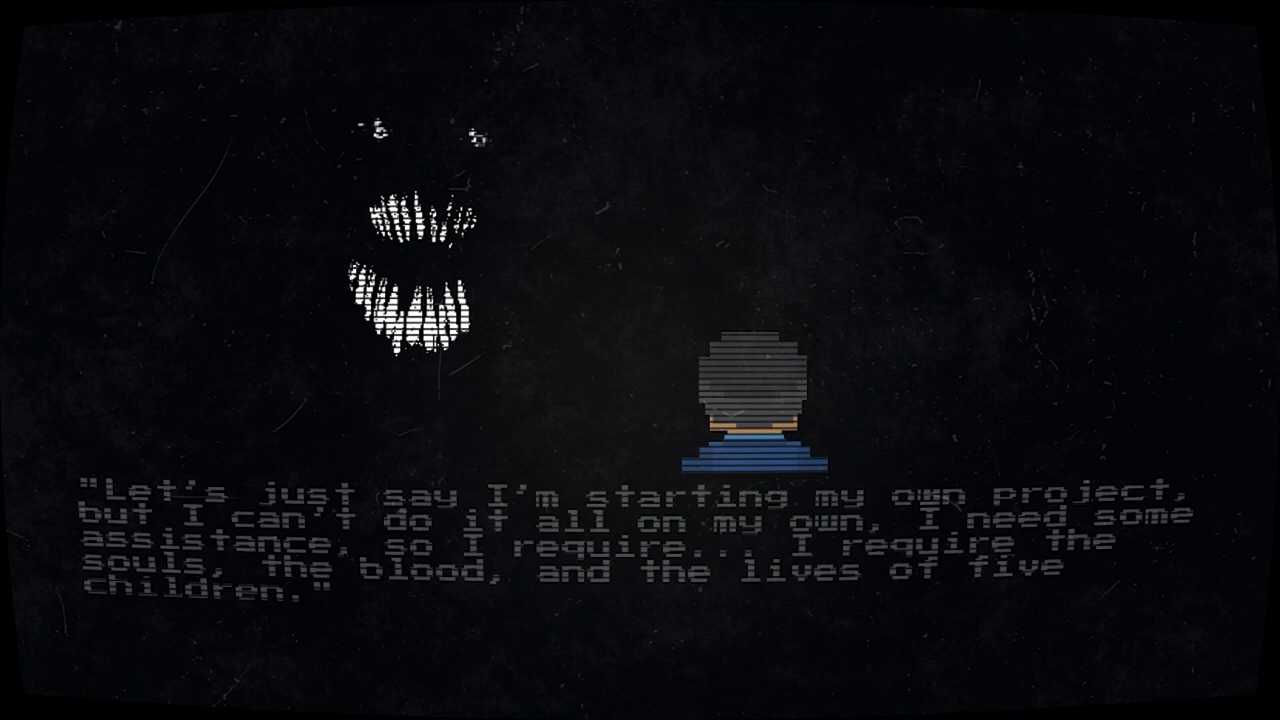 "Let's just say I'm starting my own project,
but I can't do it all on my own, I need some
assistance, so I require... I require the
souls, the blood, and the lives of five
children."